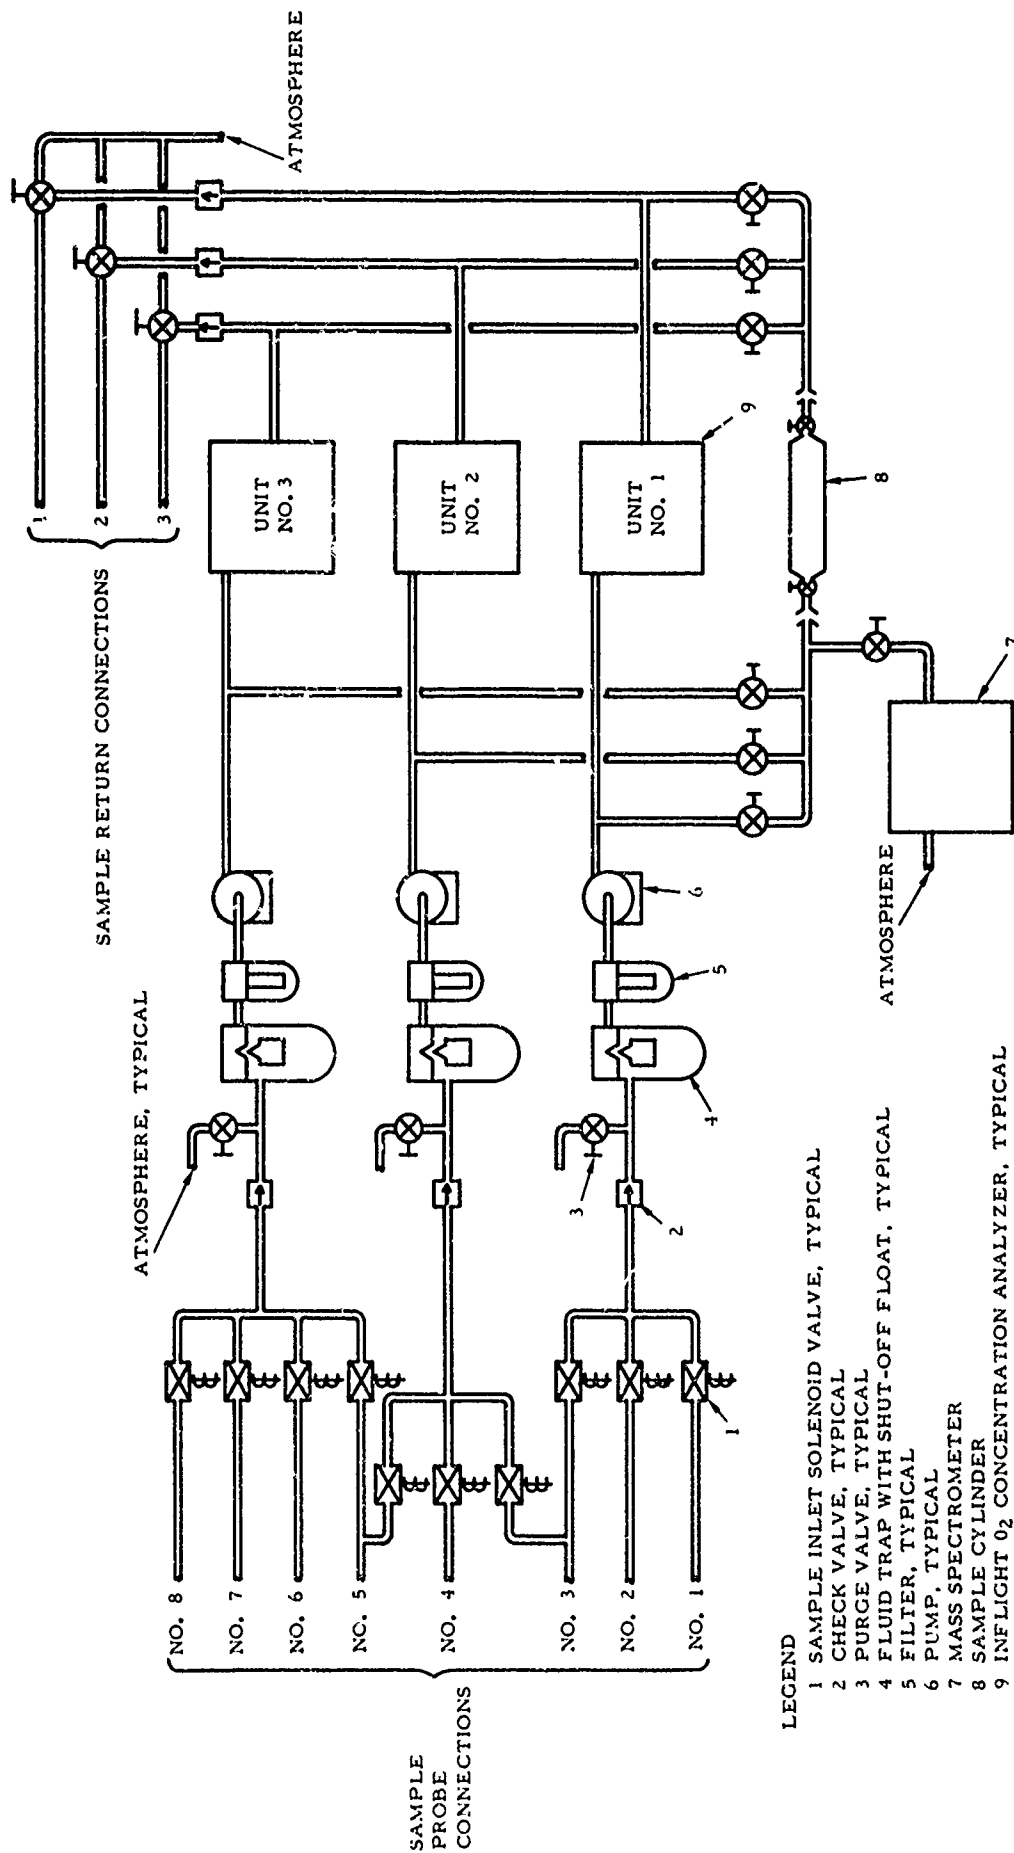 SAMPLE PROBE CONNECTIONS
NO. 8
NO. 7
NO. 6
NO. 5
NO. 4
NO. 3
NO. 2
NO. 1
ATMOSPHERE, TYPICAL
SAMPLE RETURN CONNECTIONS
1
2
3
ATMOSPHERE
UNIT
NO. 3
UNIT
NO. 2
UNIT
NO. 1
1
2
3
4
5
6
7
8
9
ATMOSPHERE
LEGEND
1 SAMPLE INLET SOLENOID VALVE, TYPICAL
2 CHECK VALVE, TYPICAL
3 PURGE VALVE, TYPICAL
4 FLUID TRAP WITH SHUT-OFF FLOAT, TYPICAL
5 FILTER, TYPICAL
6 PUMP, TYPICAL
7 MASS SPECTROMETER
8 SAMPLE CYLINDER
9 INFLIGHT O2 CONCENTRATION ANALYZER, TYPICAL